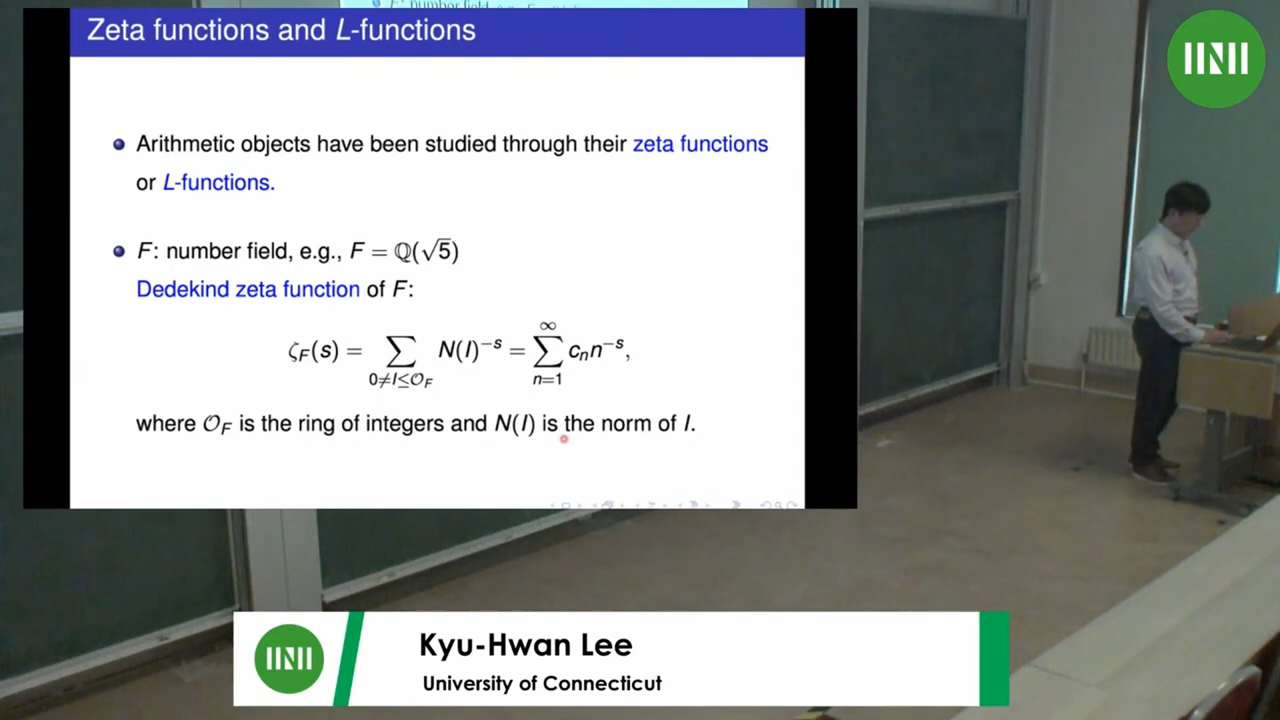 Zeta functions and L-functions
Arithmetic objects have been studied through their zeta functions
or L-functions.
F: number field, e.g., F = ℚ(√5)
Dedekind zeta function of F:
ζ_F(s) = ∑_{0≠I≤𝒪_F} N(I)^{-s} = ∑_{n=1}^{∞} c_n n^{-s},
where 𝒪_F is the ring of integers and N(I) is the norm of I.
Kyu-Hwan Lee
University of Connecticut